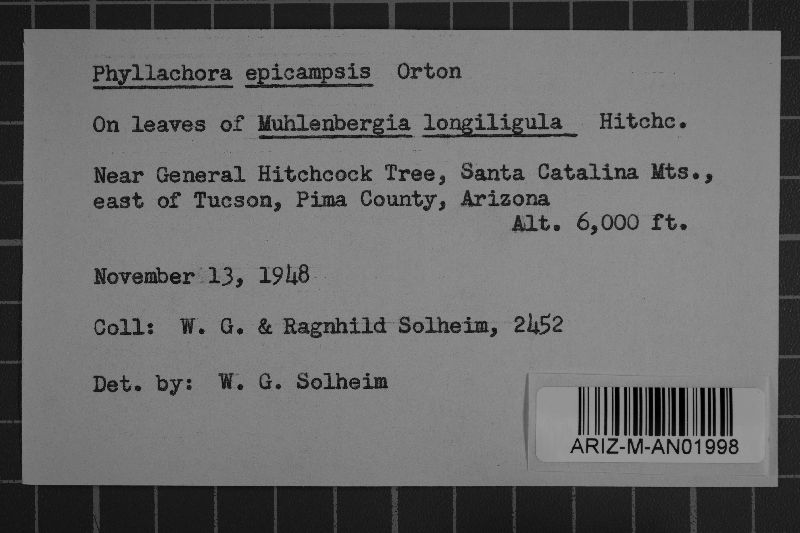 Phyllachora epicampsis Orton
On leaves of Muhlenbergia longiligula Hitchc.
Near General Hitchcock Tree, Santa Catalina Mts.,
east of Tucson, Pima County, Arizona
Alt. 6,000 ft.
November 13, 1948
Coll: W. G. & Ragnhild Solheim, 2452
Det. by: W. G. Solheim
ARIZ-M-AN01998